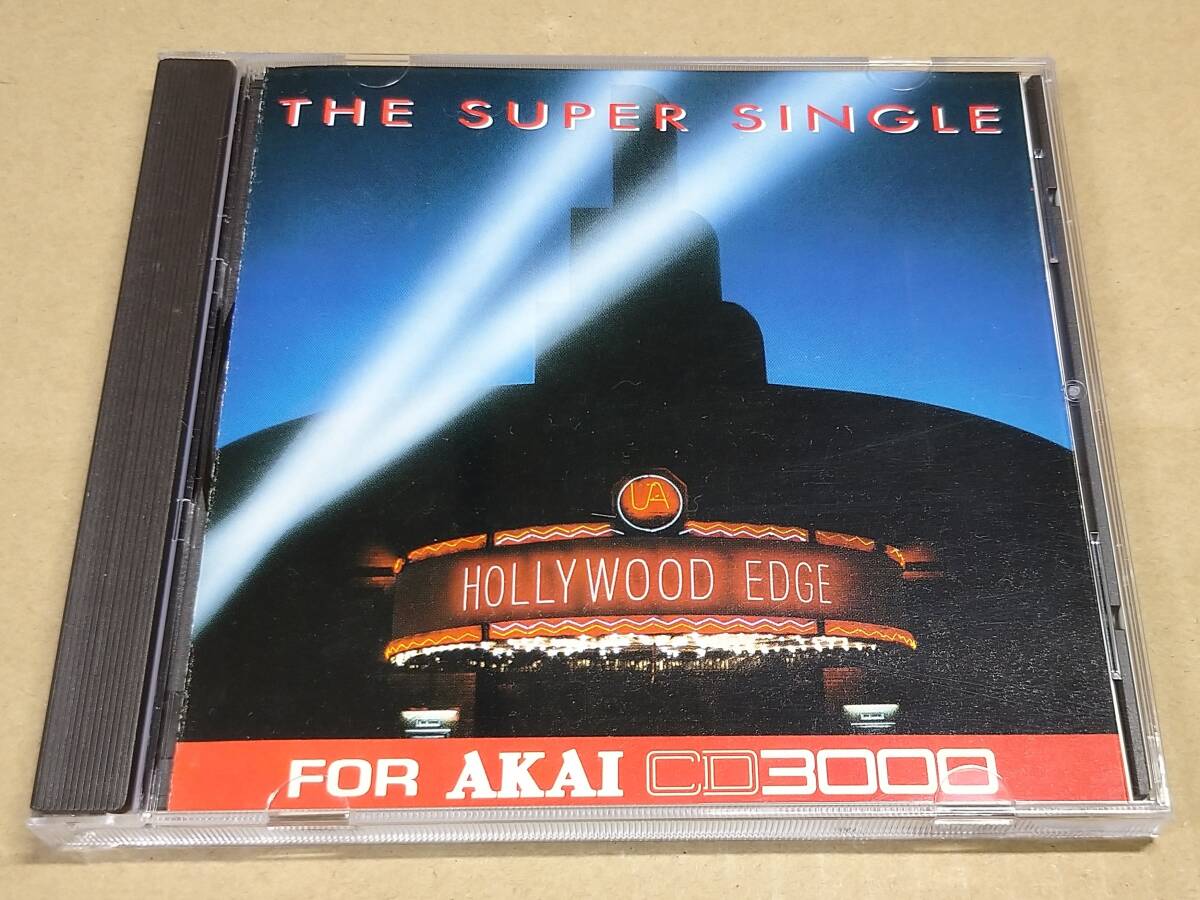 THE SUPER SINGLE
UA
HOLLYWOOD EDGE
FOR AKAI CD3000